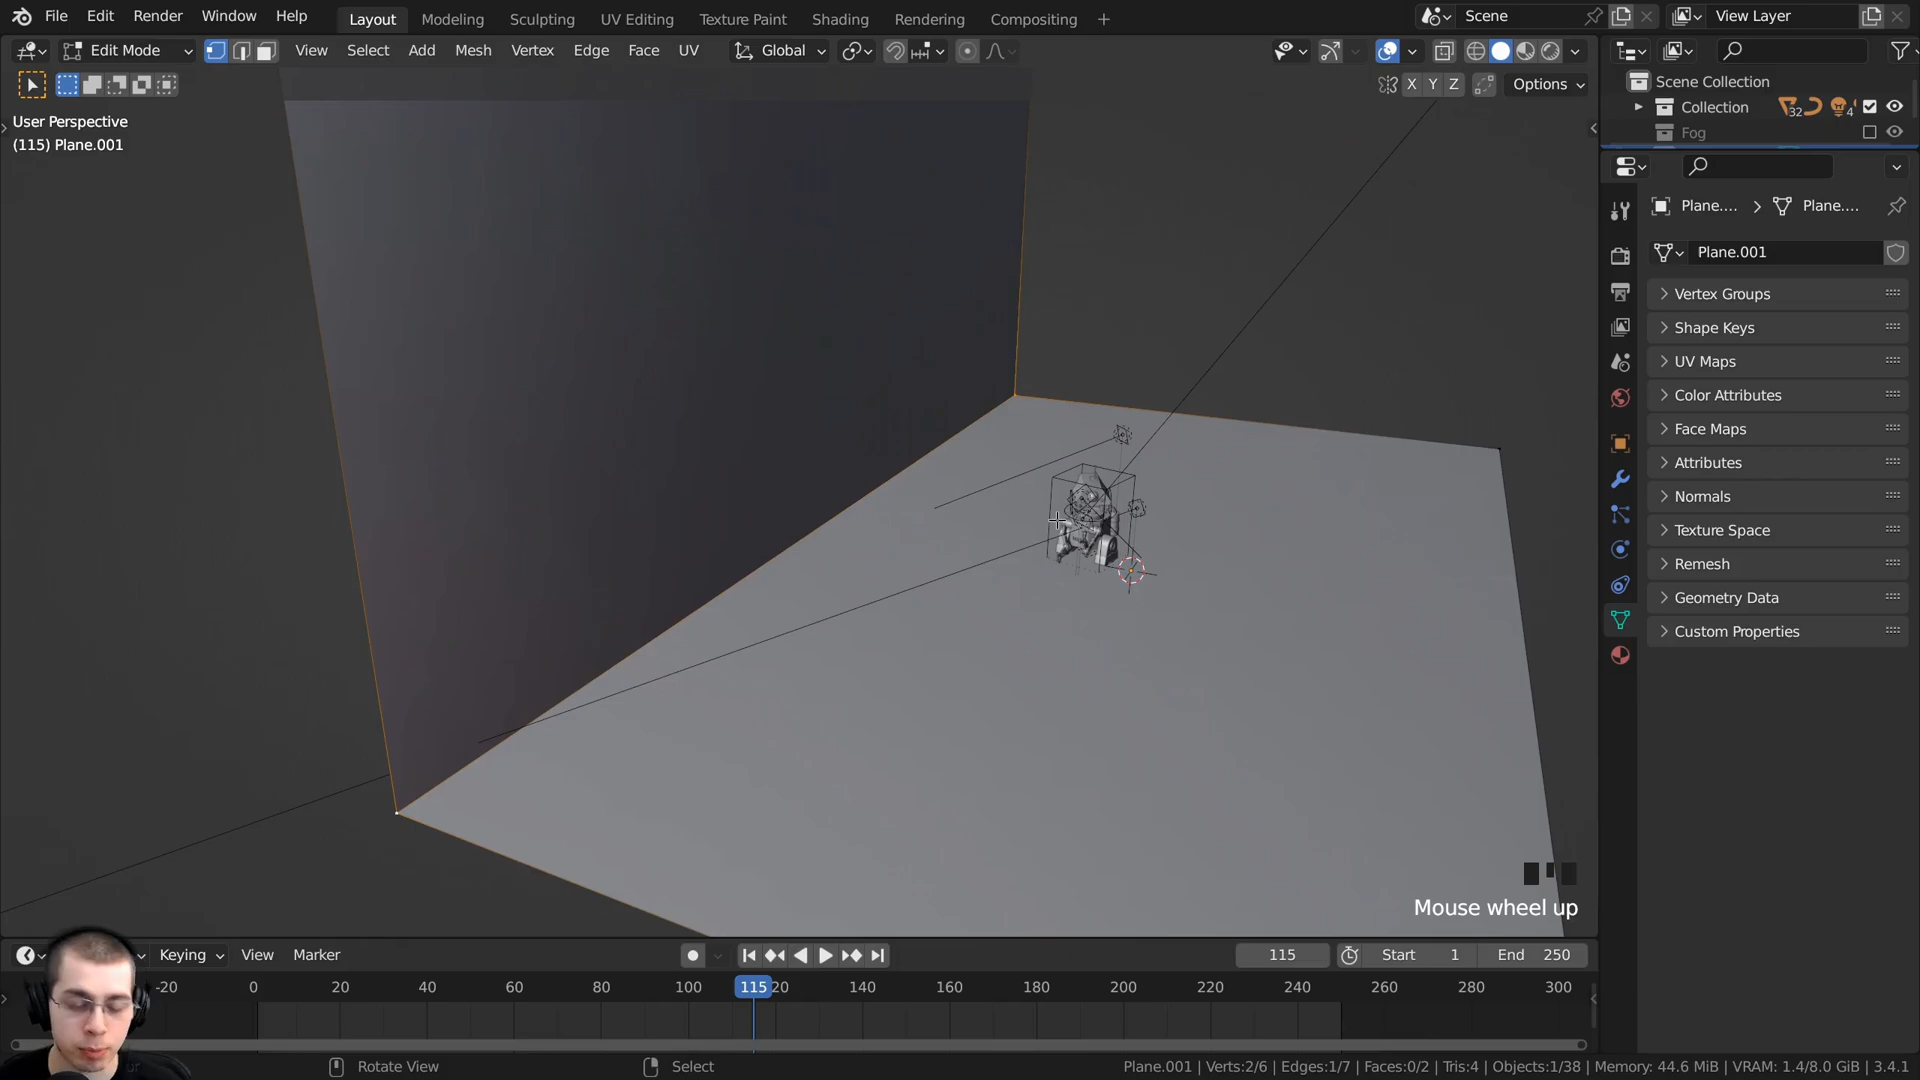 File Edit Render Window Help Layout Modeling Sculpting UV Editing Texture Paint Shading Rendering Compositing + Scene View Layer
Edit Mode View Select Add Mesh Vertex Edge Face UV Global
X Y Z Options
User Perspective
(115) Plane.001
Scene Collection
Collection 32 4
Fog
Plane.... > Plane....
Plane.001
Vertex Groups
Shape Keys
UV Maps
Color Attributes
Face Maps
Attributes
Normals
Texture Space
Remesh
Geometry Data
Custom Properties
Mouse wheel up
Keying View Marker 115 Start 1 End 250
-20 0 20 40 60 80 100 115 120 140 160 180 200 220 240 260 280 300
Rotate View Select Plane.001 | Verts:2/6 | Edges:1/7 | Faces:0/2 | Tris:4 | Objects:1/38 | Memory: 44.6 MiB | VRAM: 1.4/8.0 GiB | 3.4.1